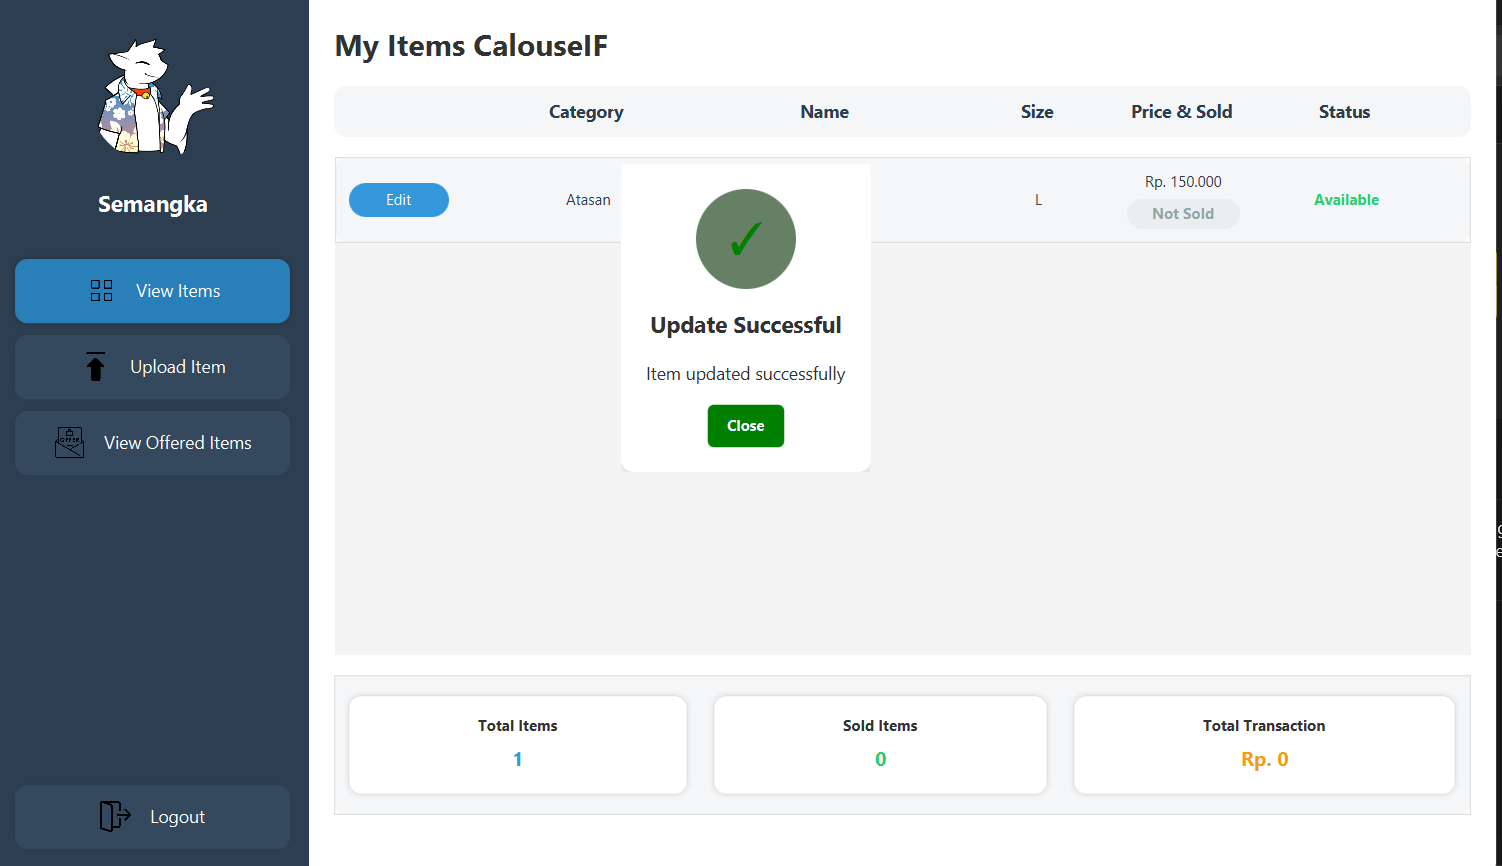 Semangka
View Items
Upload Item
OFFER
View Offered Items
Logout
My Items CalouseIF
Category Name Size Price & Sold Status
Edit Atasan L Rp. 150.000 Not Sold Available
✓
Update Successful
Item updated successfully
Close
Total Items
1
Sold Items
0
Total Transaction
Rp. 0